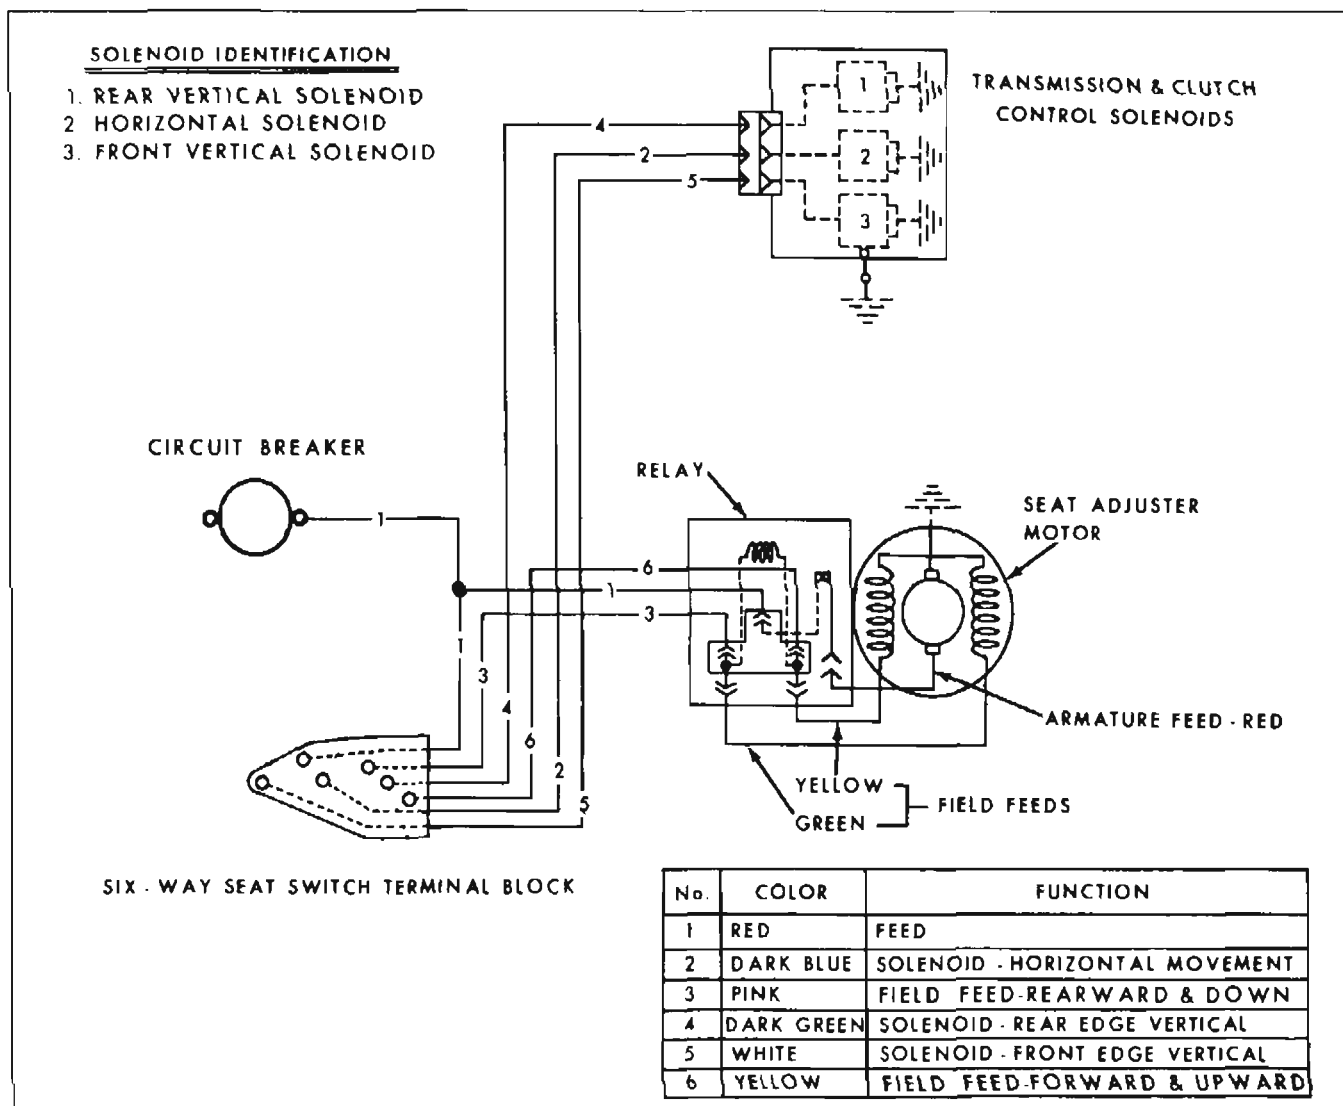 SOLENOID IDENTIFICATION
1. REAR VERTICAL SOLENOID
2 HORIZONTAL SOLENOID
3. FRONT VERTICAL SOLENOID
TRANSMISSION & CLUTCH
CONTROL SOLENOIDS
1
2
3
4
2
5
CIRCUIT BREAKER
1
RELAY
SEAT ADJUSTER
MOTOR
6
1
3
1
3
4
6
2
5
ARMATURE FEED - RED
YELLOW
GREEN
FIELD FEEDS
SIX - WAY SEAT SWITCH TERMINAL BLOCK
No. COLOR FUNCTION
1 RED FEED
2 DARK BLUE SOLENOID - HORIZONTAL MOVEMENT
3 PINK FIELD FEED-REARWARD & DOWN
4 DARK GREEN SOLENOID - REAR EDGE VERTICAL
5 WHITE SOLENOID - FRONT EDGE VERTICAL
6 YELLOW FIELD FEED-FORWARD & UPWARD